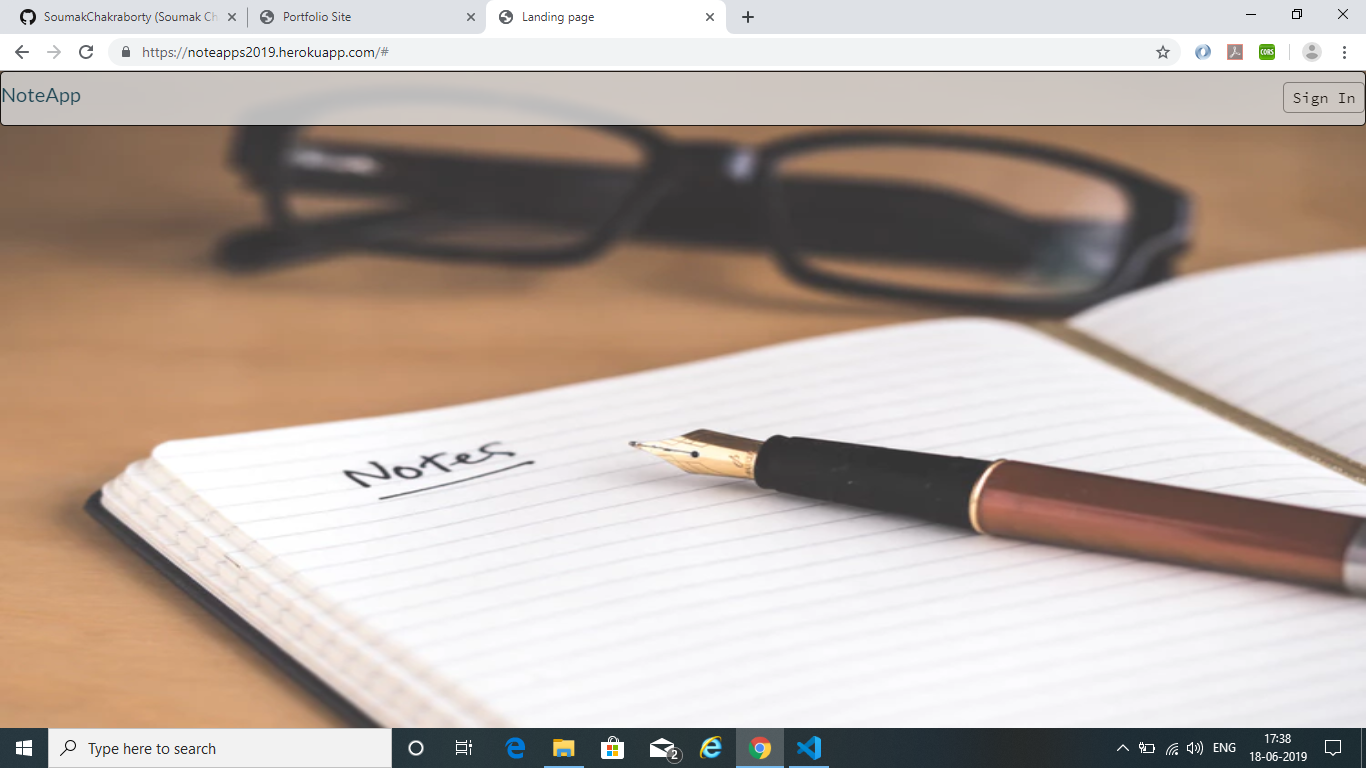 SoumakChakraborty (Soumak Ch
Portfolio Site
Landing page
https://noteapps2019.herokuapp.com/#
CORS
NoteApp
Sign In
Notes
Type here to search
2
ENG
17:38
18-06-2019